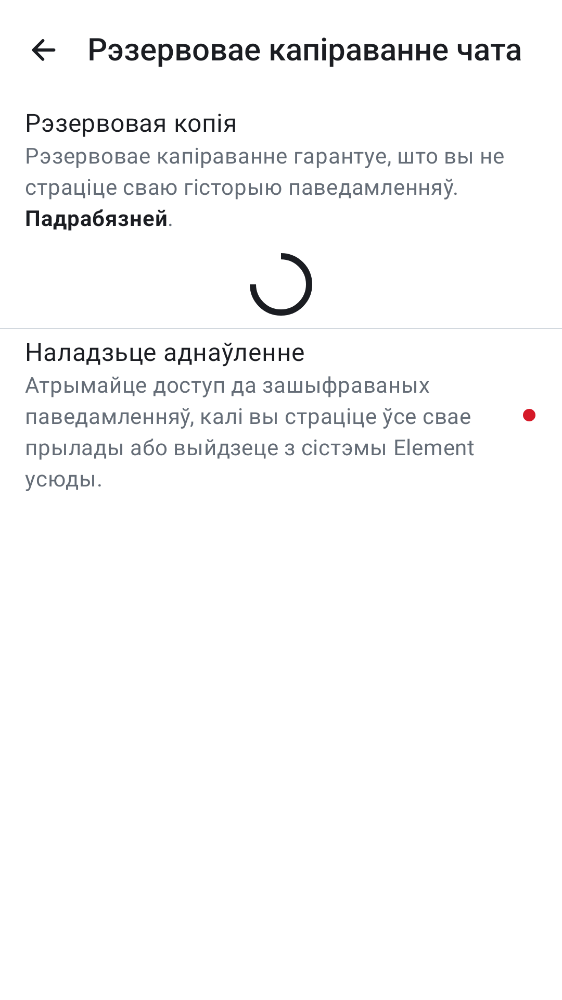 Рэзервовае капіраванне чата
Рэзервовая копія
Рэзервовае капіраванне гарантуе, што вы не
страціце сваю гісторыю паведамленняў.
Падрабязней.
Наладзьце аднаўленне
Атрымайце доступ да зашыфраваных
паведамленняў, калі вы страціце ўсе свае
прылады або выйдзеце з сістэмы Element
усюды.